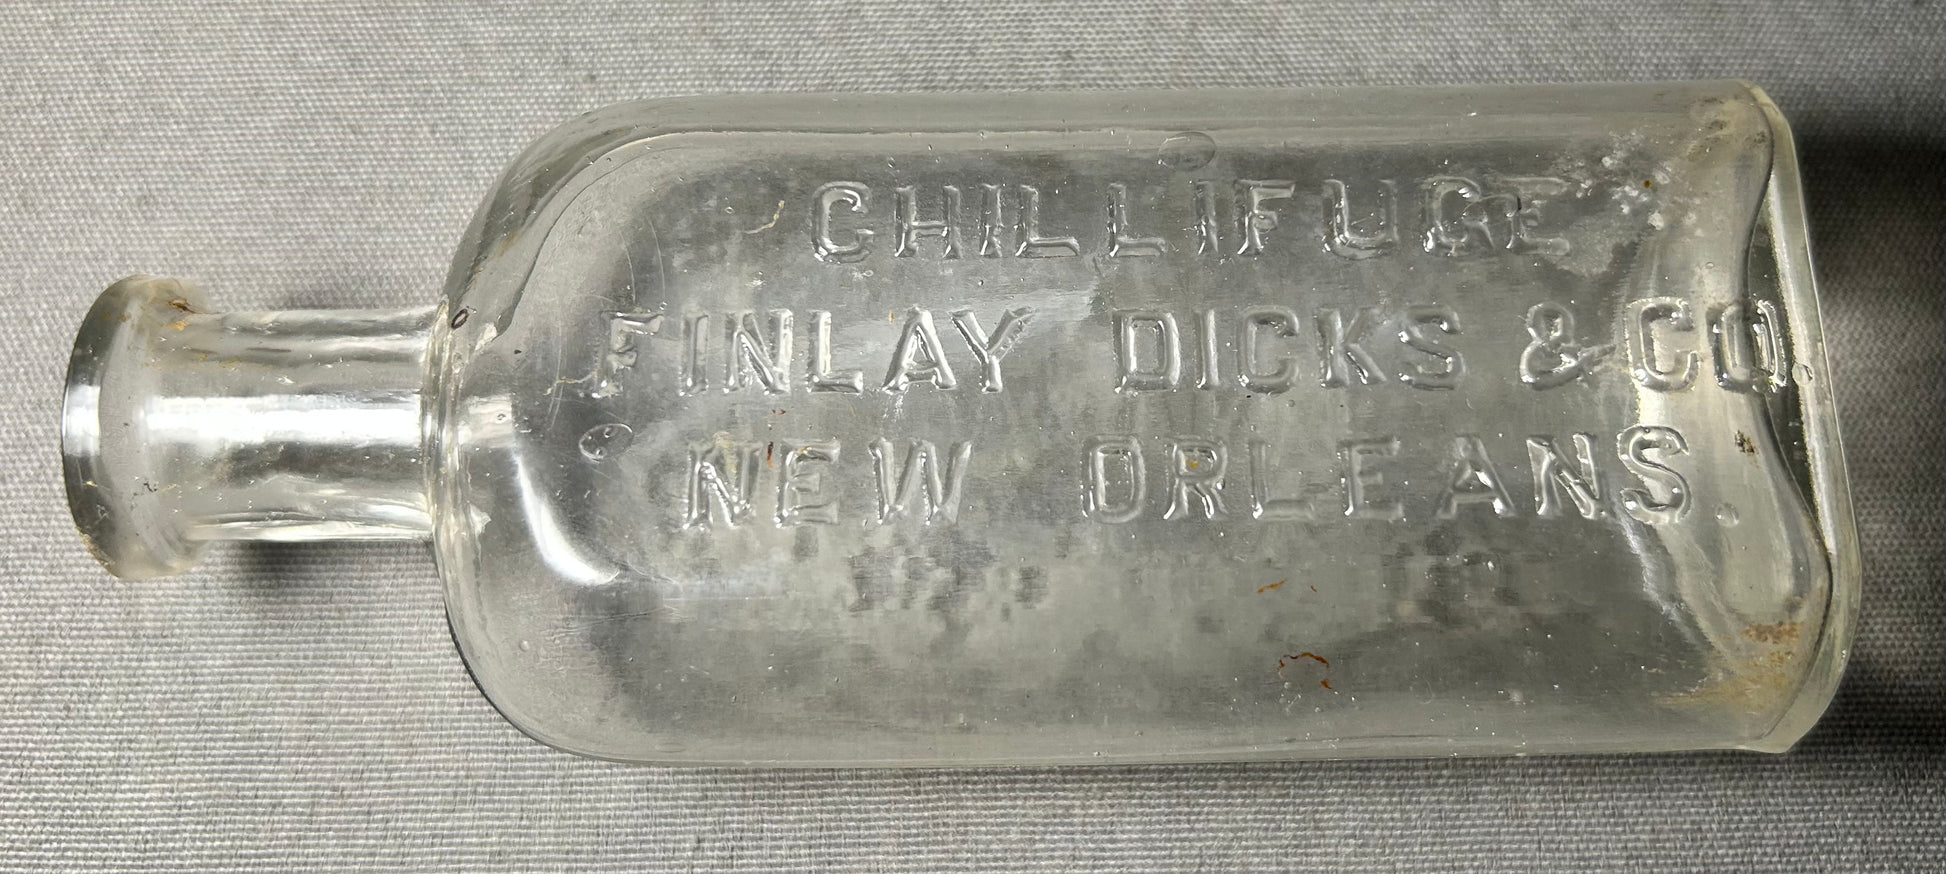 CHILLIFUGE
FINLAY DICKS & CO
NEW ORLEANS.